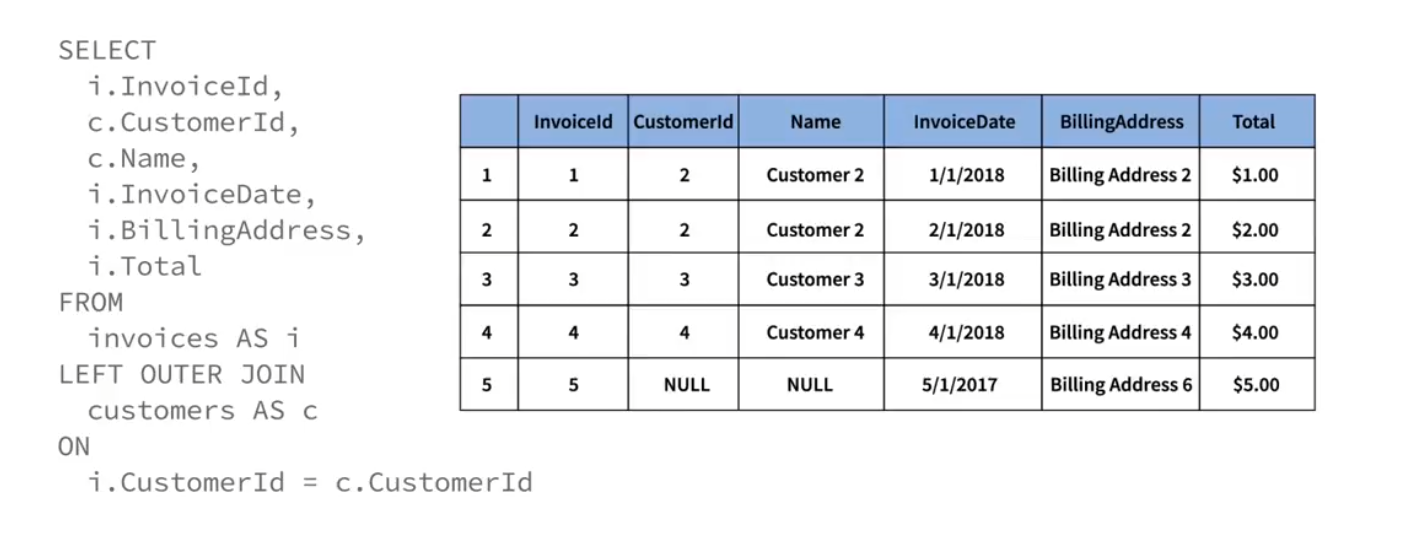 SELECT
i.InvoiceId,
c.CustomerId,
c.Name,
i.InvoiceDate,
i.BillingAddress,
i.Total
FROM
invoices AS i
LEFT OUTER JOIN
customers AS c
ON
i.CustomerId = c.CustomerId
InvoiceId CustomerId Name InvoiceDate BillingAddress Total
1 1 2 Customer 2 1/1/2018 Billing Address 2 $1.00
2 2 2 Customer 2 2/1/2018 Billing Address 2 $2.00
3 3 3 Customer 3 3/1/2018 Billing Address 3 $3.00
4 4 4 Customer 4 4/1/2018 Billing Address 4 $4.00
5 5 NULL NULL 5/1/2017 Billing Address 6 $5.00